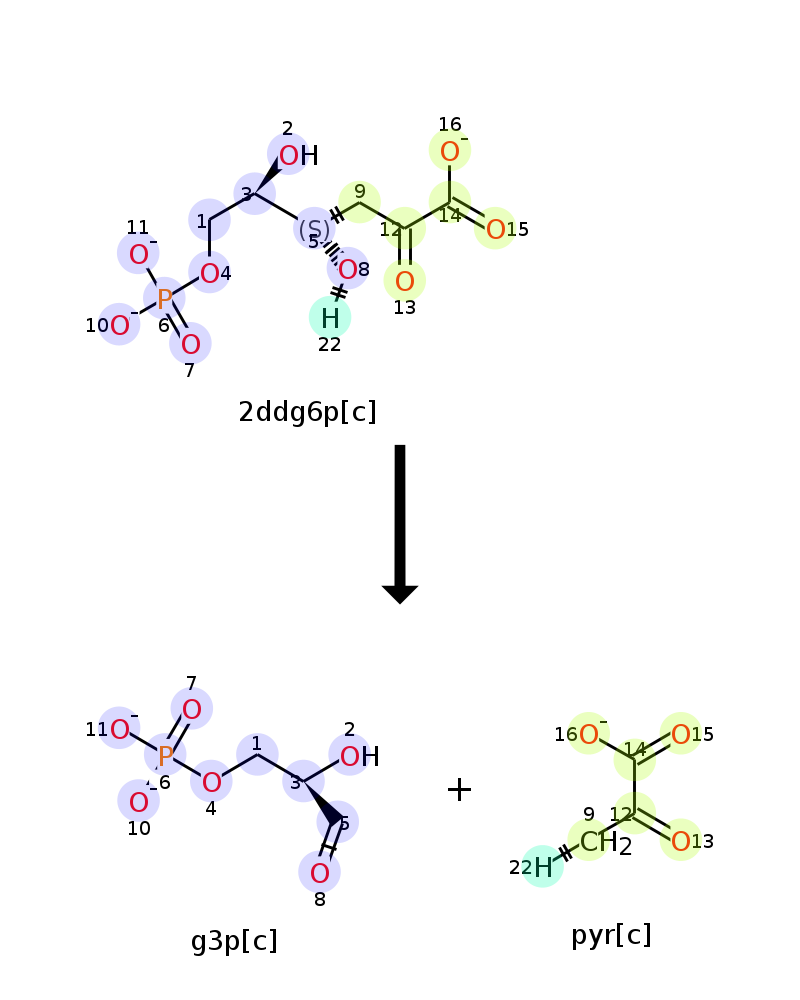 16
O-
2
OH
9
3
14
1
(S)
12
O15
11
5
O-
O8
O4
O
P
13
10O-
6
H
O
22
7
2ddg6p[c]
7
O
16O-
O15
11O-
2
14
1
P
OH
6
3
+
O
9
12
O-
4
5
CH2
O13
10
22H
O
8
g3p[c]
pyr[c]